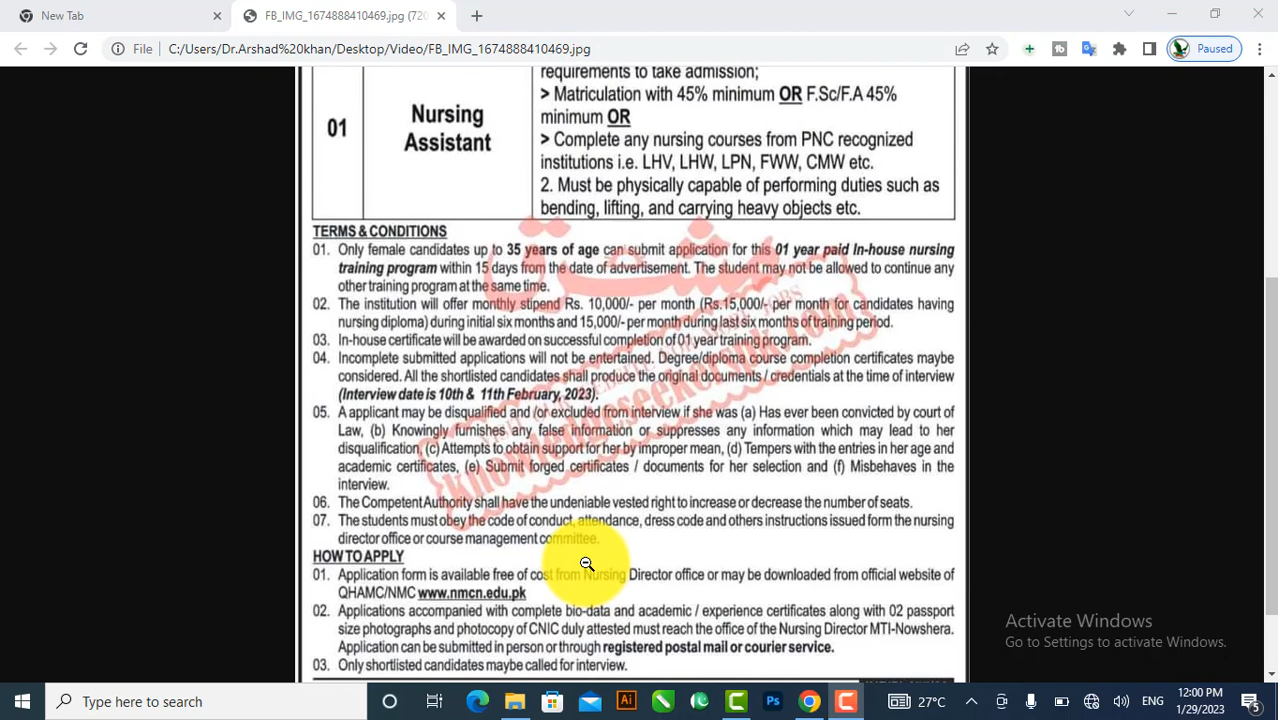 New Tab
FB_IMG_1674888410469.jpg (720
File
C:/Users/Dr.Arshad%20khan/Desktop/Video/FB_IMG_1674888410469.jpg
Paused
requirements to take admission;
01
Nursing
Assistant
> Matriculation with 45% minimum OR F.Sc/F.A 45%
minimum OR
> Complete any nursing courses from PNC recognized
institutions i.e. LHV, LHW, LPN, FWW, CMW etc.
2. Must be physically capable of performing duties such as
bending, lifting, and carrying heavy objects etc.
TERMS & CONDITIONS
01. Only female candidates up to 35 years of age can submit application for this 01 year paid In-house nursing
training program within 15 days from the date of advertisement. The student may not be allowed to continue any
other training program at the same time.
02. The institution will offer monthly stipend Rs. 10,000/- per month (Rs.15,000/- per month for candidates having
nursing diploma) during initial six months and 15,000/- per month during last six months of training period.
03. In-house certificate will be awarded on successful completion of 01 year training program.
04. Incomplete submitted applications will not be entertained. Degree/diploma course completion certificates maybe
considered. All the shortlisted candidates shall produce the original documents / credentials at the time of interview
(Interview date is 10th & 11th February, 2023).
05. A applicant may be disqualified and /or excluded from interview if she was (a) Has ever been convicted by court of
Law, (b) Knowingly furnishes any false information or suppresses any information which may lead to her
disqualification, (c) Attempts to obtain support for her by improper mean, (d) Tempers with the entries in her age and
academic certificates, (e) Submit forged certificates / documents for her selection and (f) Misbehaves in the
interview.
06. The Competent Authority shall have the undeniable vested right to increase or decrease the number of seats.
07. The students must obey the code of conduct, attendance, dress code and others instructions issued form the nursing
director office or course management committee.
HOW TO APPLY
01. Application form is available free of cost from Nursing Director office or may be downloaded from official website of
QHAMC/NMC www.nmcn.edu.pk
02. Applications accompanied with complete bio-data and academic / experience certificates along with 02 passport
size photographs and photocopy of CNIC duly attested must reach the office of the Nursing Director MTI-Nowshera.
Application can be submitted in person or through registered postal mail or courier service.
03. Only shortlisted candidates maybe called for interview.
مشتاق
knowledgeseekerspk.com
Activate Windows
Go to Settings to activate Windows.
Type here to search
27°C
ENG
12:00 PM
1/29/2023
5